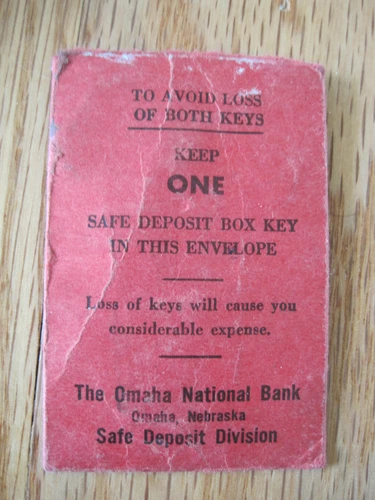 TO AVOID LOSS
OF BOTH KEYS
KEEP
ONE
SAFE DEPOSIT BOX KEY
IN THIS ENVELOPE
Loss of keys will cause you
considerable expense.
The Omaha National Bank
Omaha, Nebraska
Safe Deposit Division